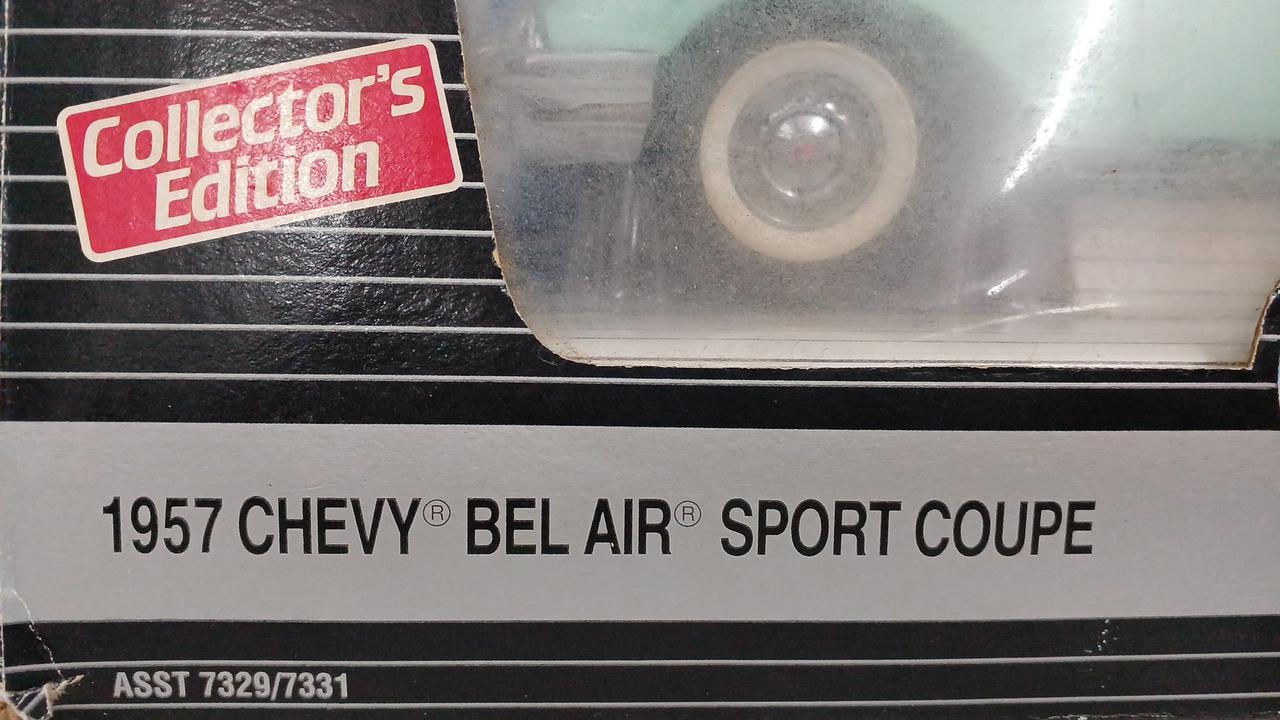 Collector's
Edition
1957 CHEVY® BEL AIR® SPORT COUPE
ASST 7329/7331